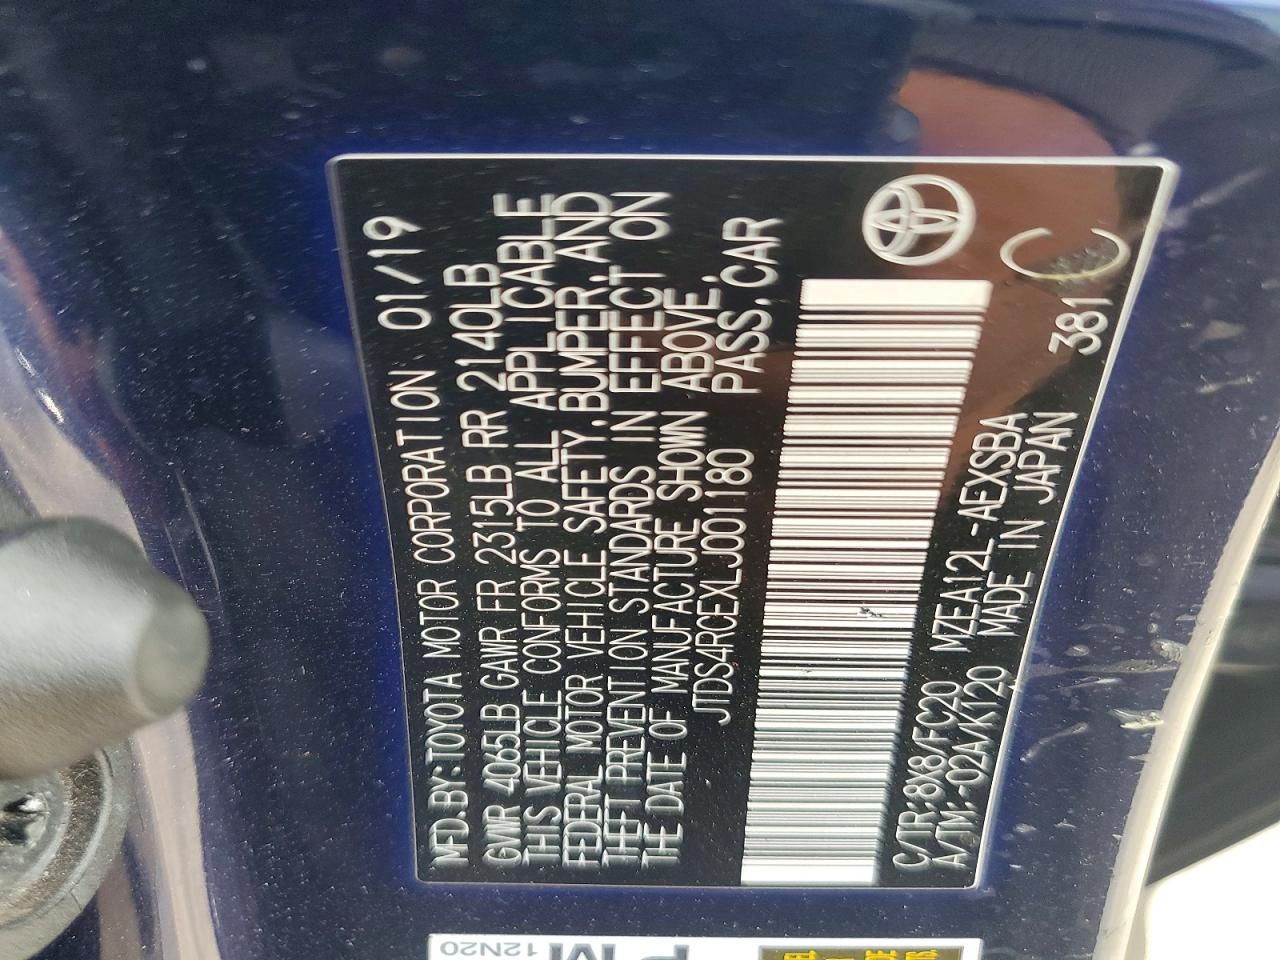 MFD.BY:TOYOTA MOTOR CORPORATION 01/19
GVWR 4065LB GAWR FR 2315LB RR 2140LB
THIS VEHICLE CONFORMS TO ALL APPLICABLE
FEDERAL MOTOR VEHICLE SAFETY,BUMPER,AND
THEFT PREVENTION STANDARDS IN EFFECT ON
THE DATE OF MANUFACTURE SHOWN ABOVE.
JTDS4RCEXLJ001180 PASS.CAR
C/TR:8X8/FC20 MZEA12L-AEXSBA
A/TM:-02A/K120 MADE IN JAPAN
381
C
PM
12N20